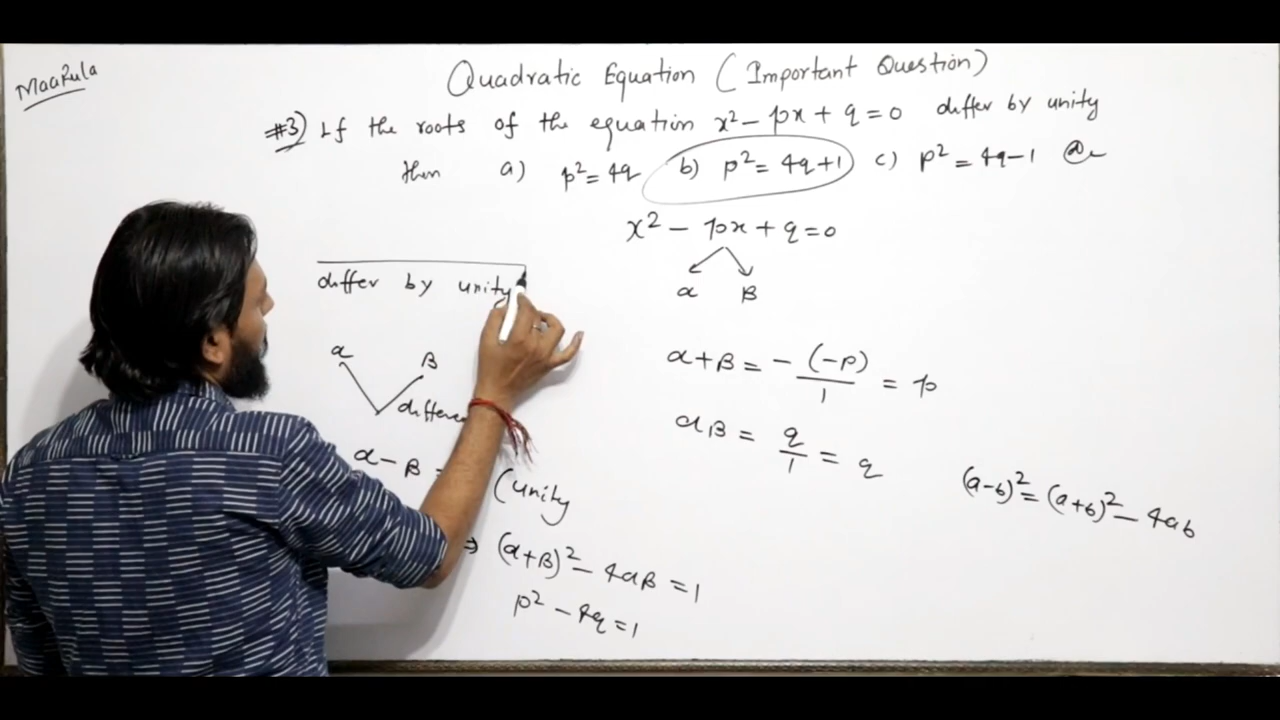 MaaRula
Quadratic Equation (Important Question)
#3) If the roots of the equation x² - px + q = 0 differ by unity
then a) p² = 4q b) p² = 4q+1 c) p² = 4q-1
x² - px + q = 0
α β
differ by unity
α β
α - β = (unity
⇒ (α+β)² - 4αβ = 1
p² - 4q = 1
α + β = -(-p)/1 = p
αβ = q/1 = q
(a-b)² = (a+b)² - 4ab